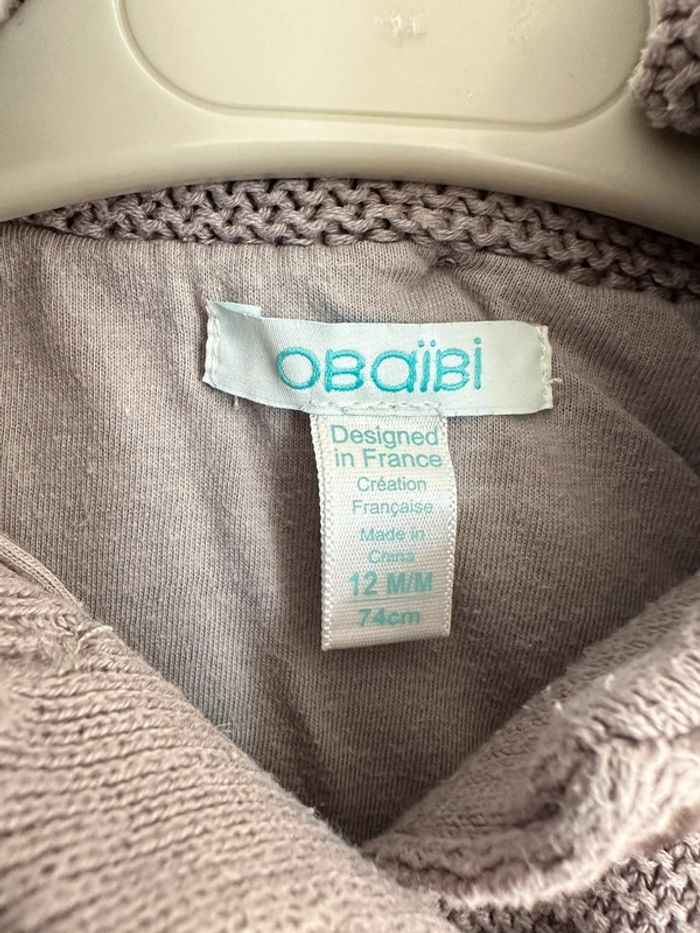 OBaïBi
Designed
in France
Création
Française
Made in
China
12 M/M
74cm